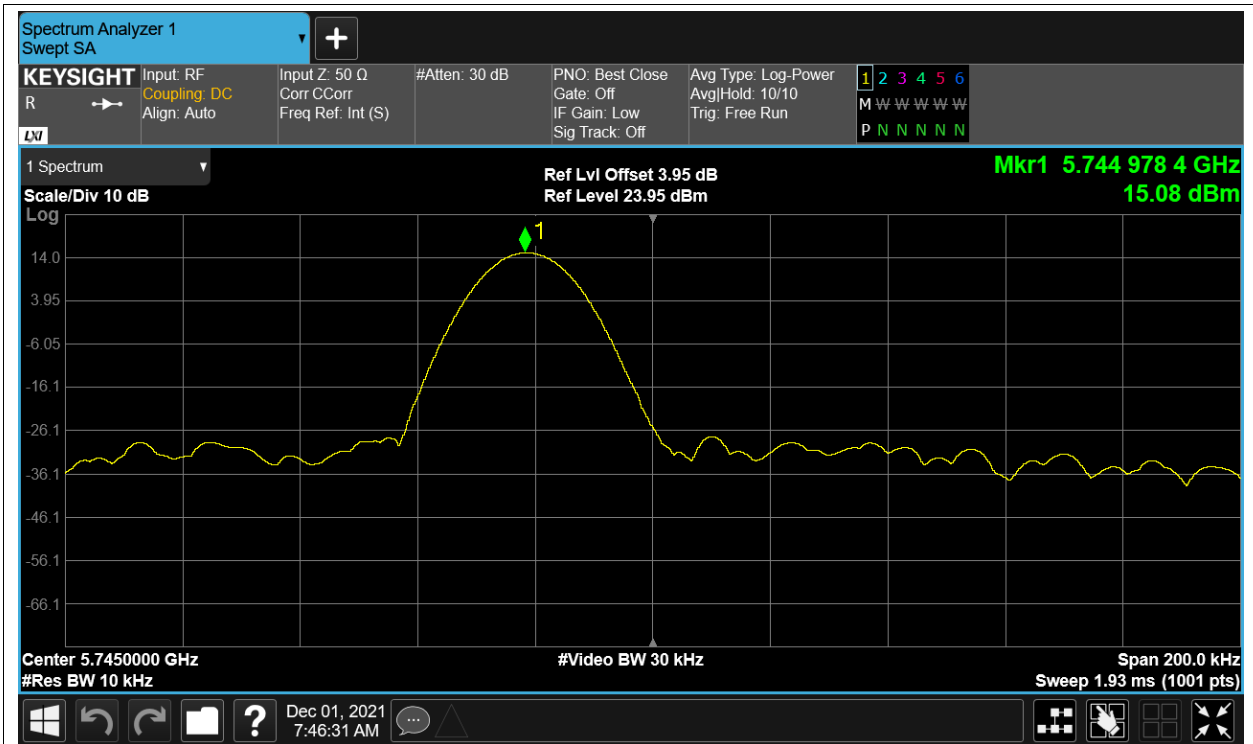 Spectrum Analyzer 1
Swept SA
KEYSIGHT
R
LXI
Input: RF
Coupling: DC
Align: Auto
Input Z: 50 Ω
Corr CCorr
Freq Ref: Int (S)
#Atten: 30 dB
PNO: Best Close
Gate: Off
IF Gain: Low
Sig Track: Off
Avg Type: Log-Power
Avg|Hold: 10/10
Trig: Free Run
1 2 3 4 5 6
M W W W W W W
P N N N N N N
1 Spectrum
Scale/Div 10 dB
Log
Ref Lvl Offset 3.95 dB
Ref Level 23.95 dBm
Mkr1 5.744 978 4 GHz
15.08 dBm
1
14.0
3.95
-6.05
-16.1
-26.1
-36.1
-46.1
-56.1
-66.1
Center 5.7450000 GHz
#Res BW 10 kHz
#Video BW 30 kHz
Span 200.0 kHz
Sweep 1.93 ms (1001 pts)
?
Dec 01, 2021
7:46:31 AM